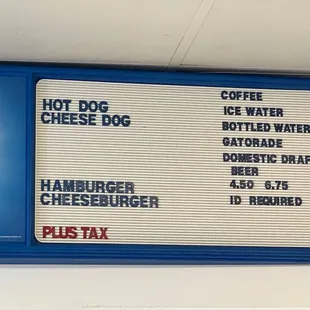 HOT DOG
CHEESE DOG
HAMBURGER
CHEESEBURGER
PLUS TAX
COFFEE
ICE WATER
BOTTLED WATER
GATORADE
DOMESTIC DRAF
BEER
4.50 6.75
ID REQUIRED